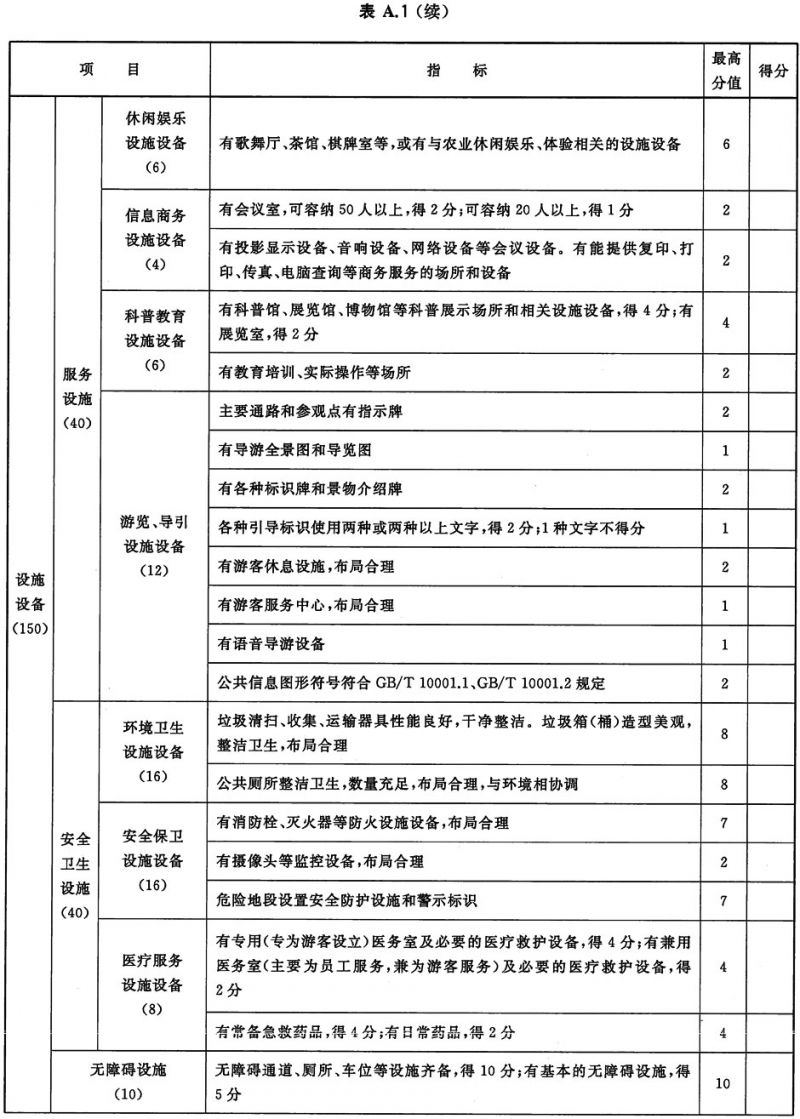 表 A.1（续）
项 目
指 标
最高
分值
得分
设施
设备
(150)
服务
设施
(40)
休闲娱乐
设施设备
(6)
有歌舞厅、茶馆、棋牌室等,或有与农业休闲娱乐、体验相关的设施设备
6
信息商务
设施设备
(4)
有会议室,可容纳 50 人以上,得 2 分;可容纳 20 人以上,得 1 分
2
有投影显示设备、音响设备、网络设备等会议设备。有能提供复印、打
印、传真、电脑查询等商务服务的场所和设备
2
科普教育
设施设备
(6)
有科普馆、展览馆、博物馆等科普展示场所和相关设施设备,得 4 分;有
展览室,得 2 分
4
有教育培训、实际操作等场所
2
游览、导引
设施设备
(12)
主要通路和参观点有指示牌
2
有导游全景图和导览图
1
有各种标识牌和景物介绍牌
2
各种引导标识使用两种或两种以上文字,得 2 分;1 种文字不得分
1
有游客休息设施,布局合理
2
有游客服务中心,布局合理
1
有语音导游设备
1
公共信息图形符号符合 GB/T 10001.1、GB/T 10001.2 规定
2
安全
卫生
设施
(40)
环境卫生
设施设备
(16)
垃圾清扫、收集、运输器具性能良好,干净整洁。垃圾箱(桶)造型美观,
整洁卫生,布局合理
8
公共厕所整洁卫生,数量充足,布局合理,与环境相协调
8
安全保卫
设施设备
(16)
有消防栓、灭火器等防火设施设备,布局合理
7
有摄像头等监控设备,布局合理
2
危险地段设置安全防护设施和警示标识
7
医疗服务
设施设备
(8)
有专用(专为游客设立)医务室及必要的医疗救护设备,得 4 分;有兼用
医务室(主要为员工服务,兼为游客服务)及必要的医疗救护设备,得
2 分
4
有常备急救药品,得 4 分;有日常药品,得 2 分
4
无障碍设施
(10)
无障碍通道、厕所、车位等设施齐备,得 10 分;有基本的无障碍设施,得
5 分
10